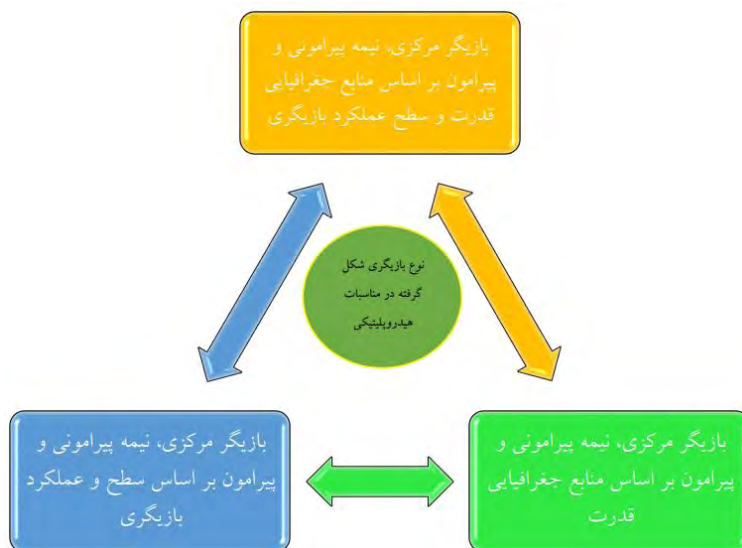 بازیگر مرکزی، نیمه پیرامونی و
پیرامون بر اساس منابع جغرافیایی
قدرت و سطح عملکرد بازیگری
نوع بازیگری شکل
گرفته در مناسبات
هیدروپلیتیکی
بازیگر مرکزی، نیمه پیرامونی و
پیرامون بر اساس منابع جغرافیایی
قدرت
بازیگر مرکزی، نیمه پیرامونی و
پیرامون بر اساس سطح و عملکرد
بازیگری